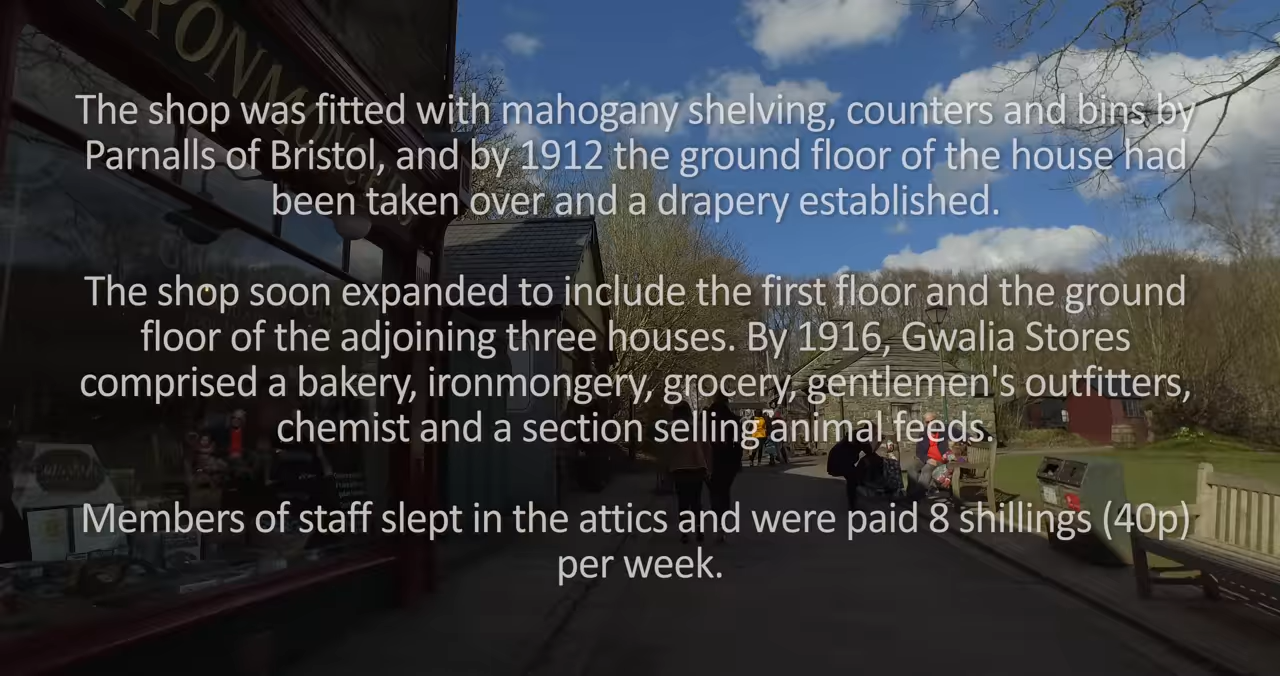 IRONMONGERY
The shop was fitted with mahogany shelving, counters and bins by
Parnalls of Bristol, and by 1912 the ground floor of the house had
been taken over and a drapery established.
The shop soon expanded to include the first floor and the ground
floor of the adjoining three houses. By 1916, Gwalia Stores
comprised a bakery, ironmongery, grocery, gentlemen's outfitters,
chemist and a section selling animal feeds.
Members of staff slept in the attics and were paid 8 shillings (40p)
per week.